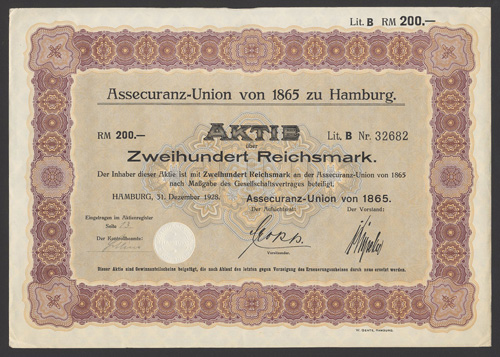 Lit. B RM 200.—
Assecuranz-Union von 1865 zu Hamburg.
RM 200.— AKTIE Lit. B Nr. 32682
über
Zweihundert Reichsmark.
Der Inhaber dieser Aktie ist mit Zweihundert Reichsmark an der Assecuranz-Union von 1865
nach Maßgabe des Gesellschaftsvertrages beteiligt.
HAMBURG, 31. Dezember 1928. Assecuranz-Union von 1865.
Der Aufsichtsrat: Der Vorstand:
Eingetragen im Aktienregister
Seite
Der Kontrollbeamte:
Vorsitzender.
Dieser Aktie sind Gewinnanteilscheine beigefügt, die nach Ablauf des letzten gegen Vorzeigung des Erneuerungsscheines durch neue ersetzt werden.
W. GENTE, HAMBURG.